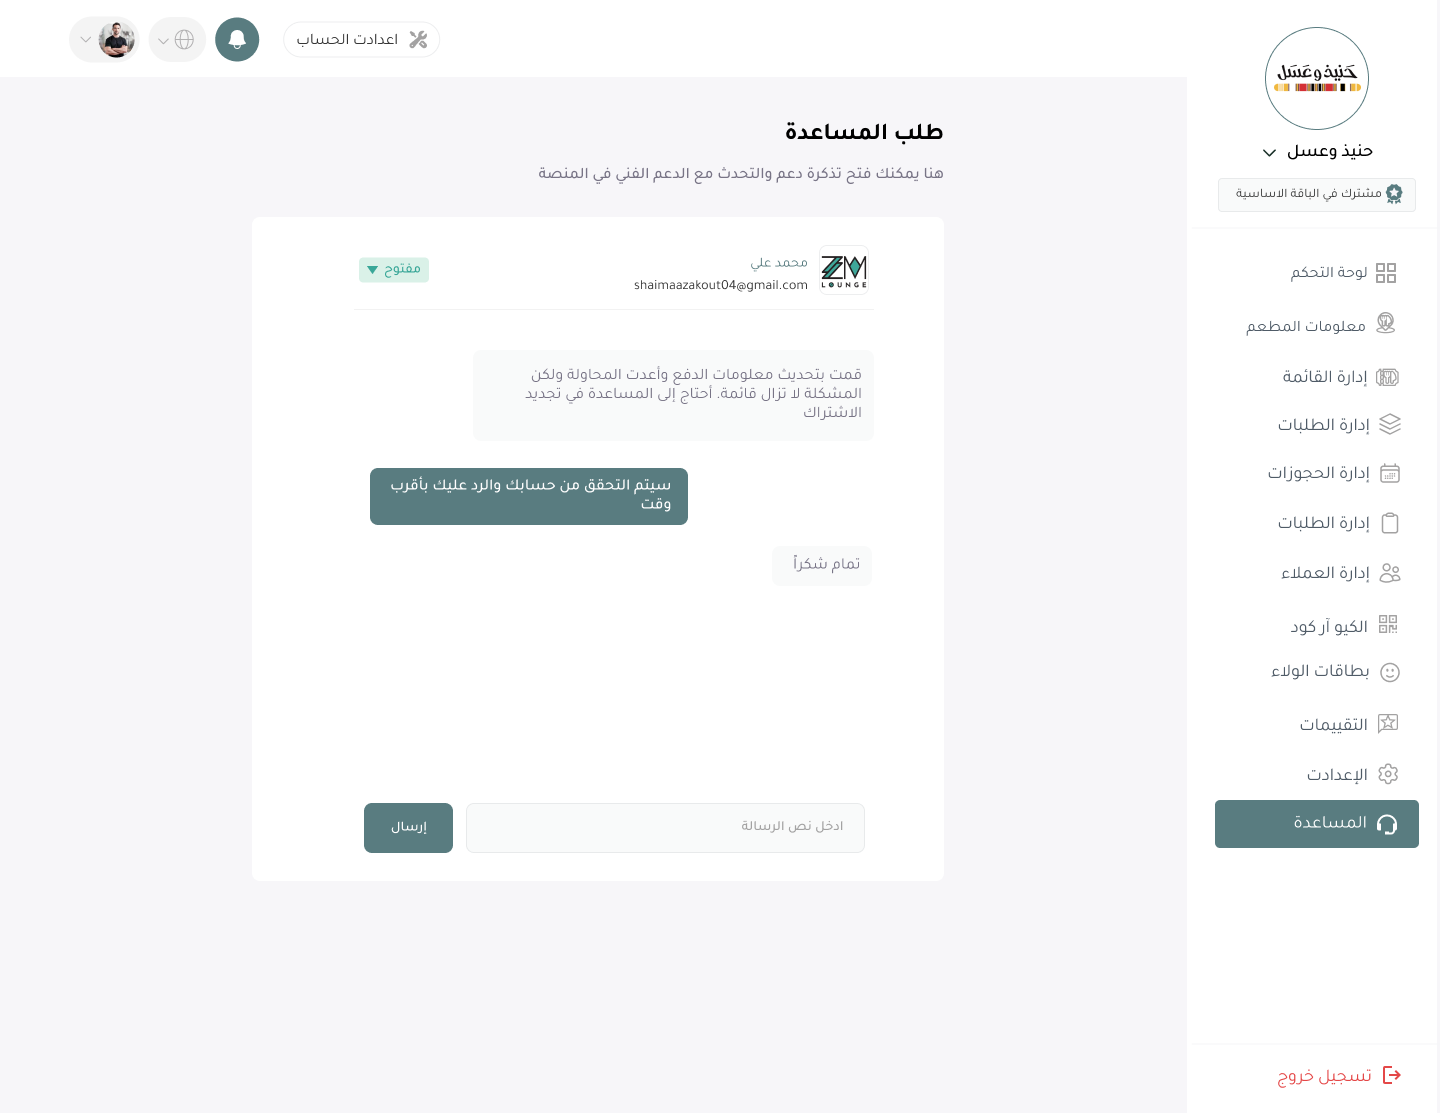 اعدادت الحساب
حَنيذ وعَسَل
حنيذ وعسل
مشترك في الباقة الاساسية
لوحة التحكم
معلومات المطعم
إدارة القائمة
إدارة الطلبات
إدارة الحجوزات
إدارة الطلبات
إدارة العملاء
الكيو آر كود
بطاقات الولاء
التقييمات
الإعدادت
المساعدة
تسجيل خروج
طلب المساعدة
هنا يمكنك فتح تذكرة دعم والتحدث مع الدعم الفني في المنصة
ZM
LOUNGE
محمد علي
shaimaazakout04@gmail.com
مفتوح
قمت بتحديث معلومات الدفع وأعدت المحاولة ولكن
المشكلة لا تزال قائمة. أحتاج إلى المساعدة في تجديد
الاشتراك
سيتم التحقق من حسابك والرد عليك بأقرب
وقت
تمام شكراً
ادخل نص الرسالة
إرسال